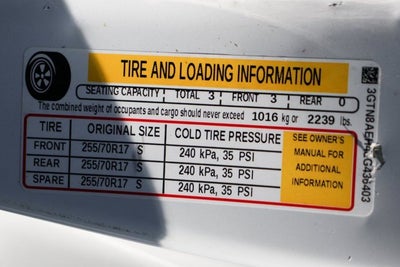 TIRE AND LOADING INFORMATION
SEATING CAPACITY TOTAL 3 FRONT 3 REAR 0
The combined weight of occupants and cargo should never exceed 1016 kg or 2239 lbs.
TIRE ORIGINAL SIZE COLD TIRE PRESSURE
FRONT 255/70R17 S 240 kPa, 35 PSI
REAR 255/70R17 S 240 kPa, 35 PSI
SPARE 255/70R17 S 240 kPa, 35 PSI
SEE OWNER'S
MANUAL FOR
ADDITIONAL
INFORMATION